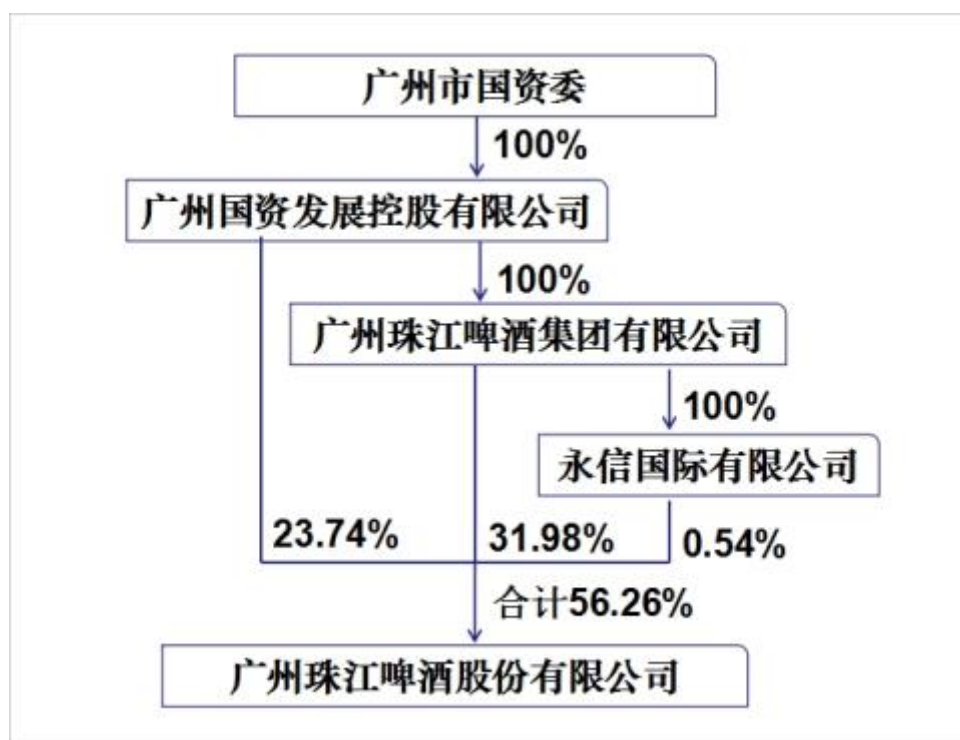 广州市国资委
100%
广州国资发展控股有限公司
100%
广州珠江啤酒集团有限公司
100%
永信国际有限公司
23.74%
31.98%
0.54%
合计56.26%
广州珠江啤酒股份有限公司